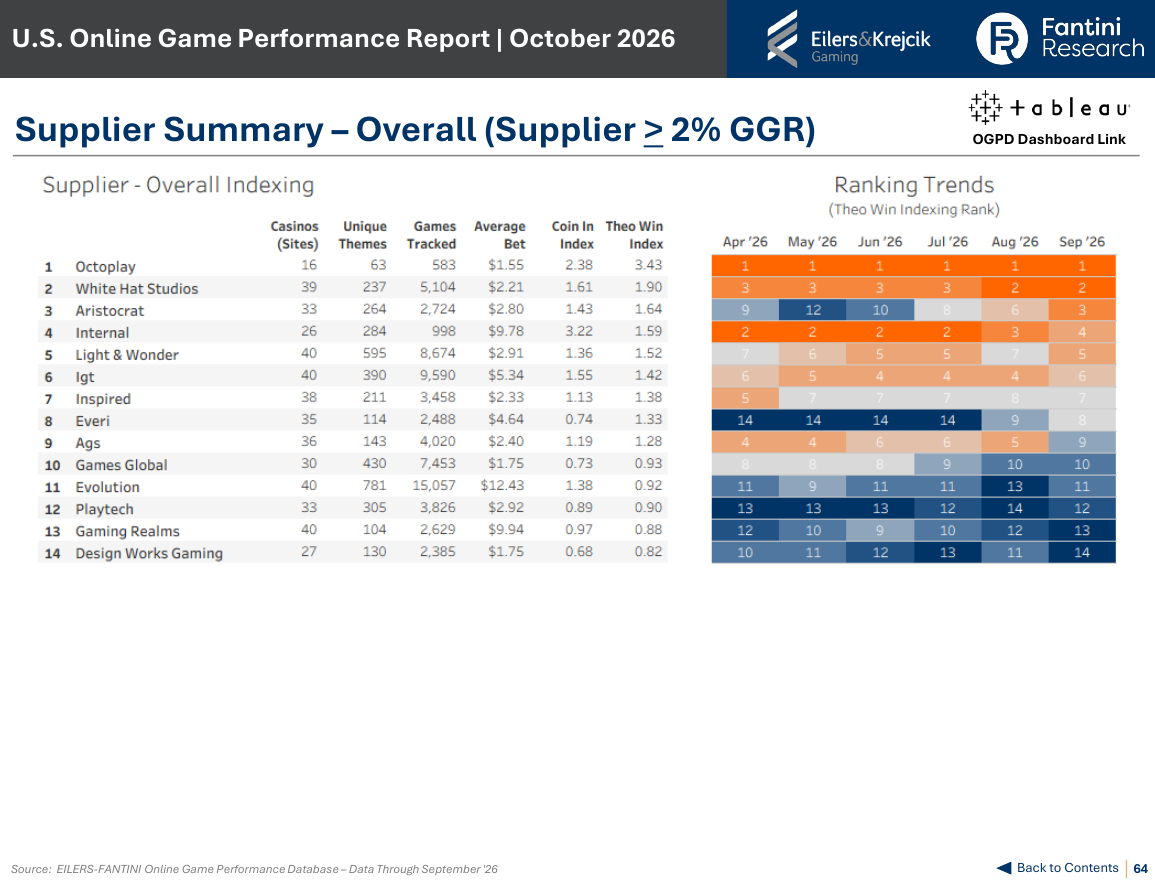 U.S. Online Game Performance Report | October 2026
Eilers&Krejcik
Gaming
Fantini
Research
Supplier Summary – Overall (Supplier ≥ 2% GGR)
+ableau
OGPD Dashboard Link
Supplier - Overall Indexing
Casinos (Sites) Unique Themes Games Tracked Average Bet Coin In Index Theo Win Index
1 Octoplay 16 63 583 $1.55 2.38 3.43
2 White Hat Studios 39 237 5,104 $2.21 1.61 1.90
3 Aristocrat 33 264 2,724 $2.80 1.43 1.64
4 Internal 26 284 998 $9.78 3.22 1.59
5 Light & Wonder 40 595 8,674 $2.91 1.36 1.52
6 Igt 40 390 9,590 $5.34 1.55 1.42
7 Inspired 38 211 3,458 $2.33 1.13 1.38
8 Everi 35 114 2,488 $4.64 0.74 1.33
9 Ags 36 143 4,020 $2.40 1.19 1.28
10 Games Global 30 430 7,453 $1.75 0.73 0.93
11 Evolution 40 781 15,057 $12.43 1.38 0.92
12 Playtech 33 305 3,826 $2.92 0.89 0.90
13 Gaming Realms 40 104 2,629 $9.94 0.97 0.88
14 Design Works Gaming 27 130 2,385 $1.75 0.68 0.82
Ranking Trends
(Theo Win Indexing Rank)
Apr '26 May '26 Jun '26 Jul '26 Aug '26 Sep '26
1 1 1 1 1 1
3 3 3 3 2 2
9 12 10 8 6 3
2 2 2 2 3 4
7 6 5 5 7 5
6 5 4 4 4 6
5 7 7 7 8 7
14 14 14 14 9 8
4 4 6 6 5 9
8 8 8 9 10 10
11 9 11 11 13 11
13 13 13 12 14 12
12 10 9 10 12 13
10 11 12 13 11 14
Source: EILERS-FANTINI Online Game Performance Database – Data Through September '26
Back to Contents | 64